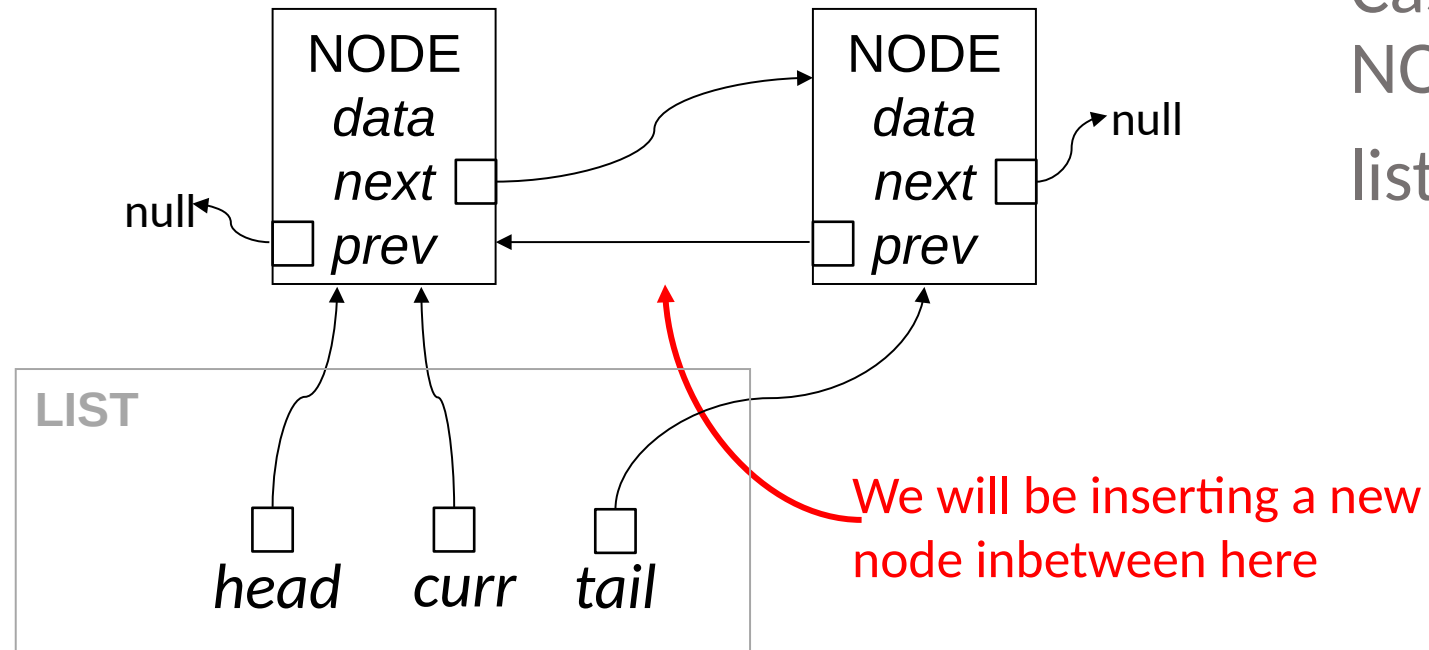 NODE
data
next
prev
null
NODE
data
next
prev
null
list
LIST
head
curr
tail
We will be inserting a new
node inbetween here